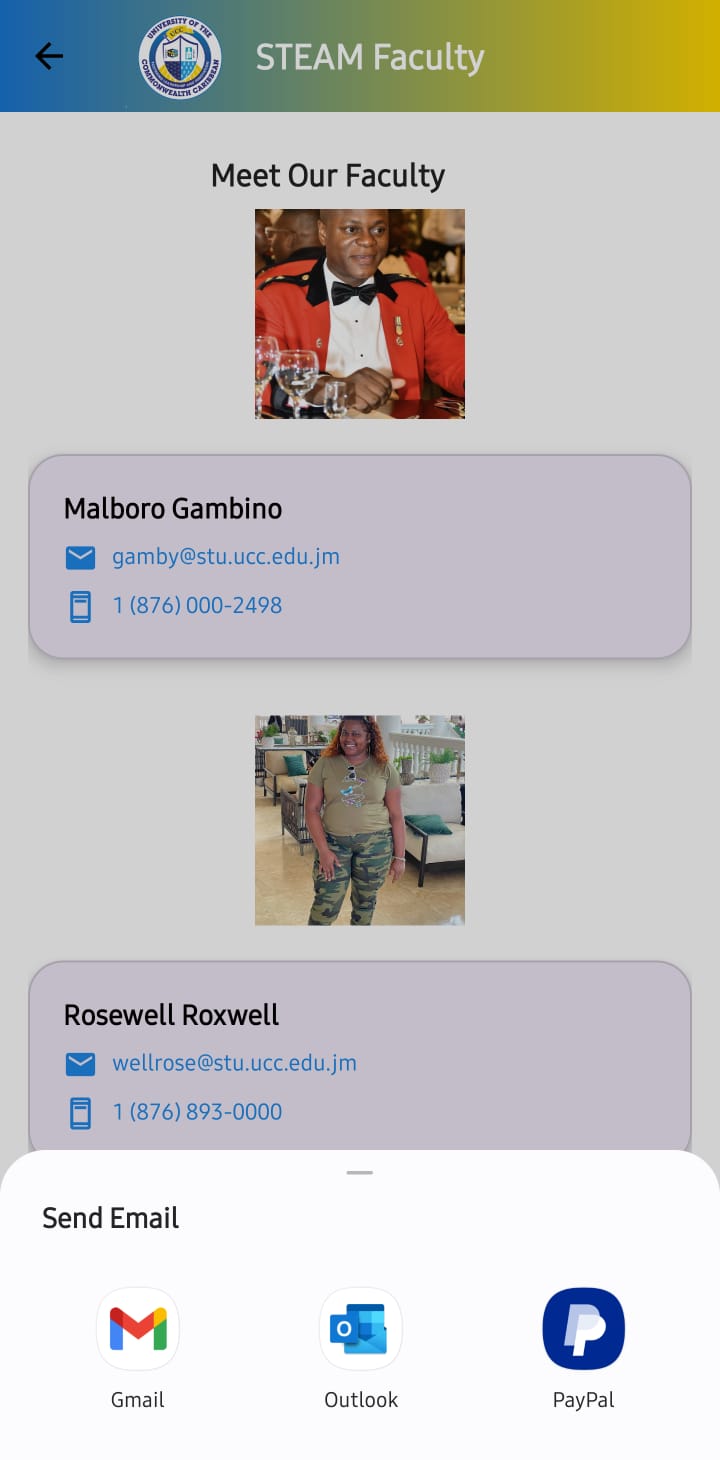 UNIVERSITY OF THE
UCC
COMMONWEALTH CARIBBEAN
STEAM Faculty
Meet Our Faculty
Malboro Gambino
gamby@stu.ucc.edu.jm
1 (876) 000-2498
Rosewell Roxwell
wellrose@stu.ucc.edu.jm
1 (876) 893-0000
Send Email
Gmail
Outlook
PayPal